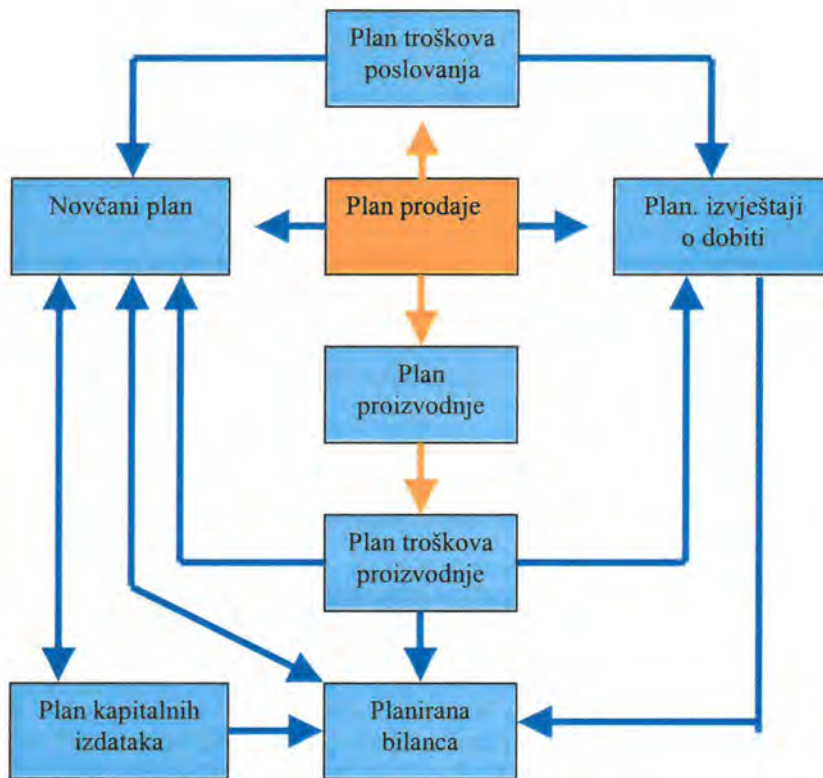 Plan troškova
poslovanja
Novčani plan
Plan prodaje
Plan. izvještaji
o dobiti
Plan
proizvodnje
Plan troškova
proizvodnje
Plan kapitalnih
izdataka
Planirana
bilanca